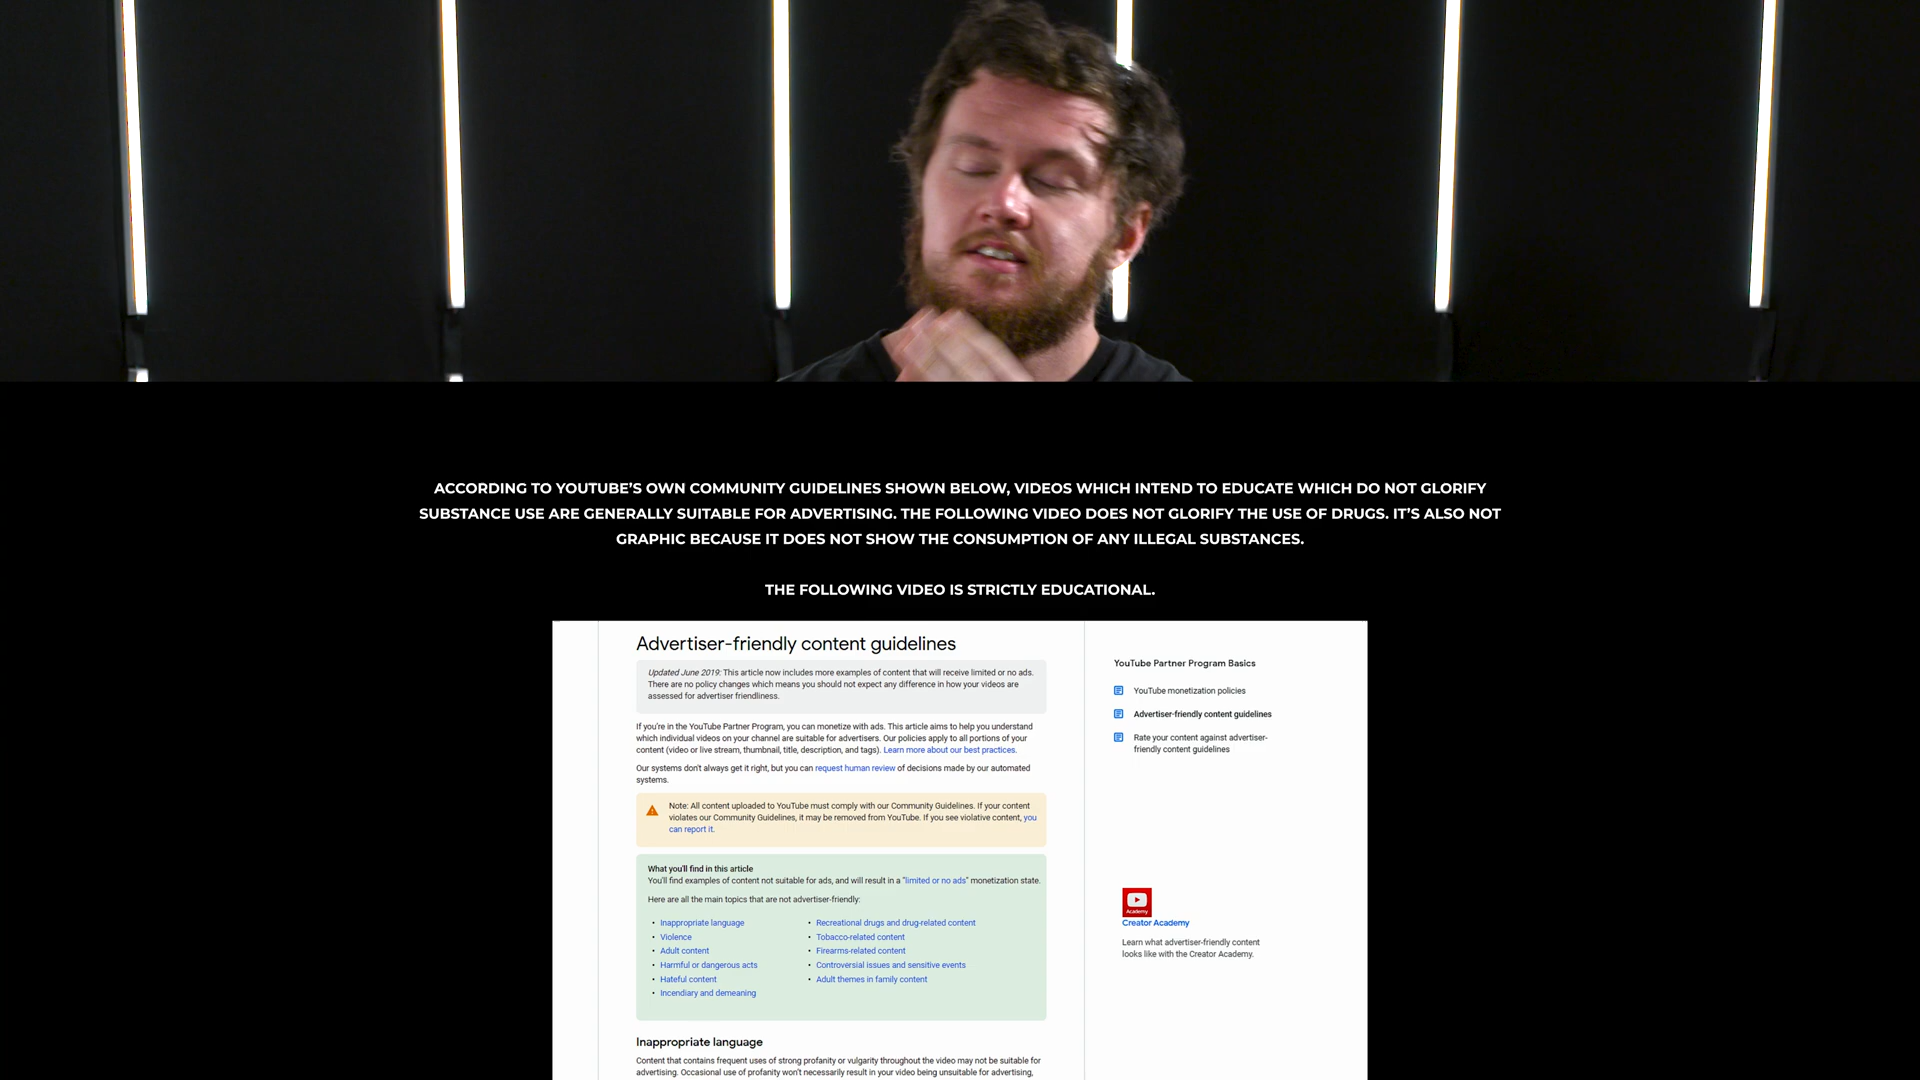 ACCORDING TO YOUTUBE’S OWN COMMUNITY GUIDELINES SHOWN BELOW, VIDEOS WHICH INTEND TO EDUCATE WHICH DO NOT GLORIFY
SUBSTANCE USE ARE GENERALLY SUITABLE FOR ADVERTISING. THE FOLLOWING VIDEO DOES NOT GLORIFY THE USE OF DRUGS. IT’S ALSO NOT
GRAPHIC BECAUSE IT DOES NOT SHOW THE CONSUMPTION OF ANY ILLEGAL SUBSTANCES.
THE FOLLOWING VIDEO IS STRICTLY EDUCATIONAL.
Advertiser-friendly content guidelines
Updated June 2019: This article now includes more examples of content that will receive limited or no ads.
There are no policy changes which means you should not expect any difference in how your videos are
assessed for advertiser friendliness.
If you're in the YouTube Partner Program, you can monetize with ads. This article aims to help you understand
which individual videos on your channel are suitable for advertisers. Our policies apply to all portions of your
content (video or live stream, thumbnail, title, description, and tags). Learn more about our best practices.
Our systems don't always get it right, but you can request human review of decisions made by our automated
systems.
Note: All content uploaded to YouTube must comply with our Community Guidelines. If your content
violates our Community Guidelines, it may be removed from YouTube. If you see violative content, you
can report it.
What you'll find in this article
You'll find examples of content not suitable for ads, and will result in a "limited or no ads" monetization state.
Here are all the main topics that are not advertiser-friendly:
• Inappropriate language
• Violence
• Adult content
• Harmful or dangerous acts
• Hateful content
• Incendiary and demeaning
• Recreational drugs and drug-related content
• Tobacco-related content
• Firearms-related content
• Controversial issues and sensitive events
• Adult themes in family content
Inappropriate language
Content that contains frequent uses of strong profanity or vulgarity throughout the video may not be suitable for
advertising. Occasional use of profanity won't necessarily result in your video being unsuitable for advertising,
YouTube Partner Program Basics
YouTube monetization policies
Advertiser-friendly content guidelines
Rate your content against advertiser-
friendly content guidelines
Academy
Creator Academy
Learn what advertiser-friendly content
looks like with the Creator Academy.